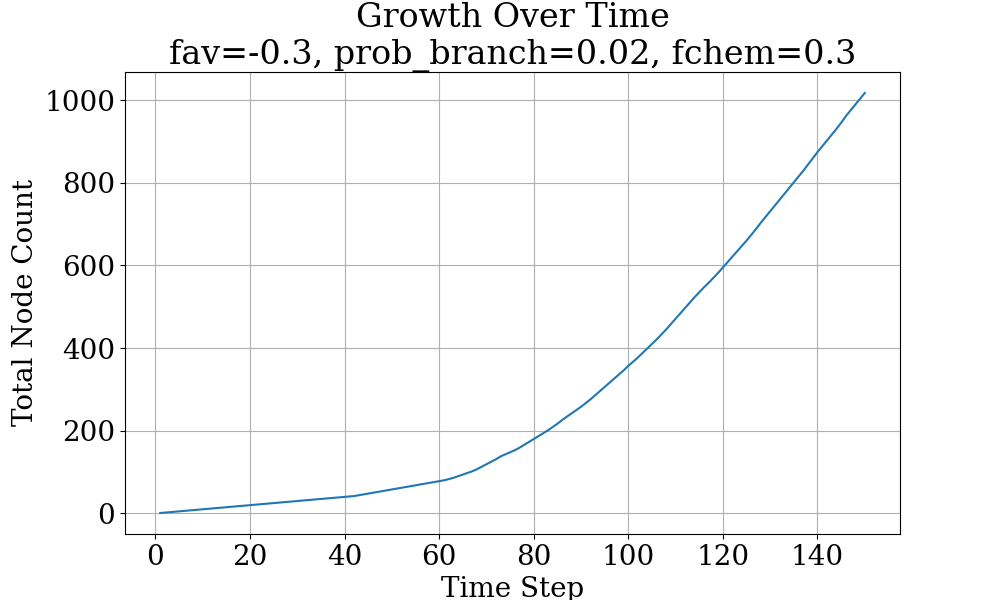 Growth Over Time
fav=-0.3, prob_branch=0.02, fchem=0.3
Total Node Count
1000
800
600
400
200
0
0 20 40 60 80 100 120 140
Time Step